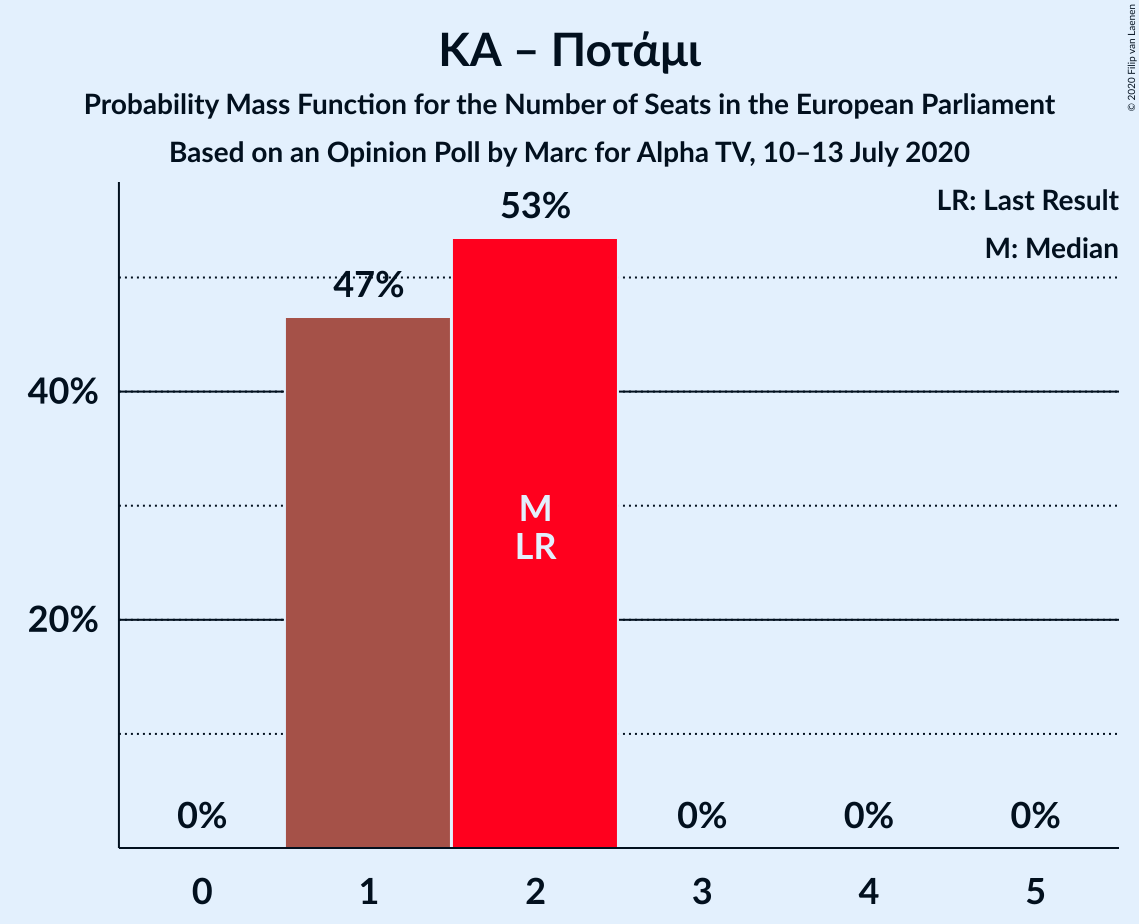 ΚΑ – Ποτάμι
Probability Mass Function for the Number of Seats in the European Parliament
Based on an Opinion Poll by Marc for Alpha TV, 10–13 July 2020
© 2020 Filip van Laenen
LR: Last Result
M: Median
53%
47%
40%
M
LR
20%
0%
0%
0%
0%
0
1
2
3
4
5